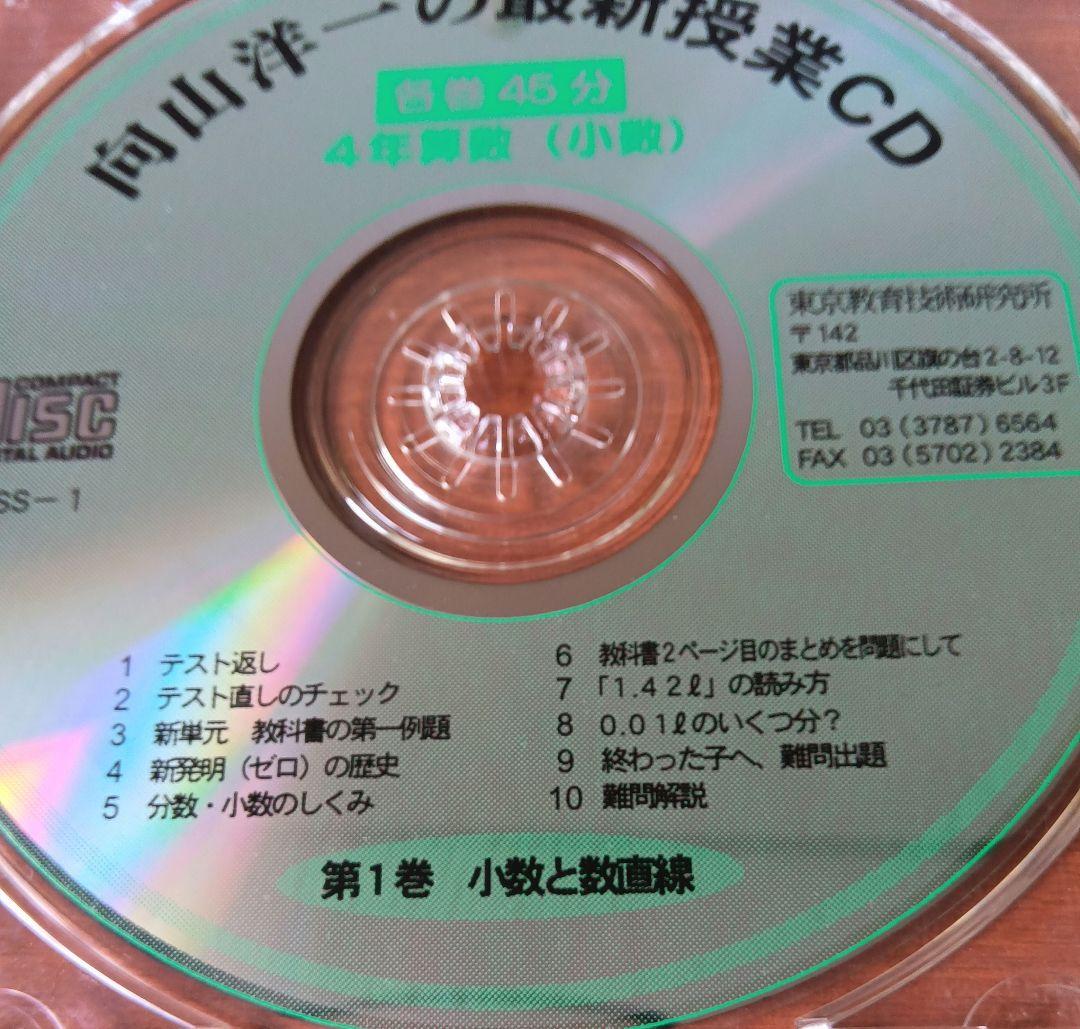 向山洋一の最新授業CD
各巻45分
4年算数（小数）
東京教育技術研究所
〒142
東京都品川区旗の台2-8-12
千代田証券ビル3F
TEL 03(3787)6564
FAX 03(5702)2384
COMPACT
DISC
DIGITAL AUDIO
SS－1
1 テスト返し
2 テスト直しのチェック
3 新単元 教科書の第一例題
4 新発明（ゼロ）の歴史
5 分数・小数のしくみ
6 教科書2ページ目のまとめを問題にして
7 「1.42ℓ」の読み方
8 0.01ℓのいくつ分？
9 終わった子へ、難問出題
10 難問解説
第1巻 小数と数直線